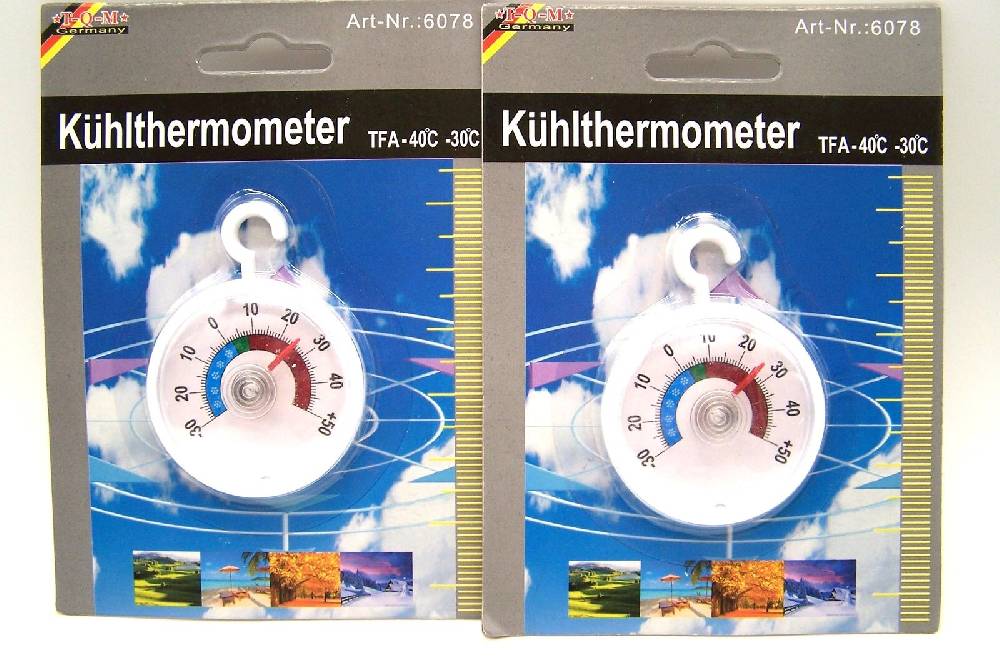 T-Q-M
Germany
Art-Nr.:6078
Kühlthermometer TFA-40°C -30°C
30 20 10 0 10 20 30 40 +50
-30
T-Q-M
Germany
Art-Nr.:6078
Kühlthermometer TFA-40°C -30°C
-30 20 10 0 10 20 30 40 +50